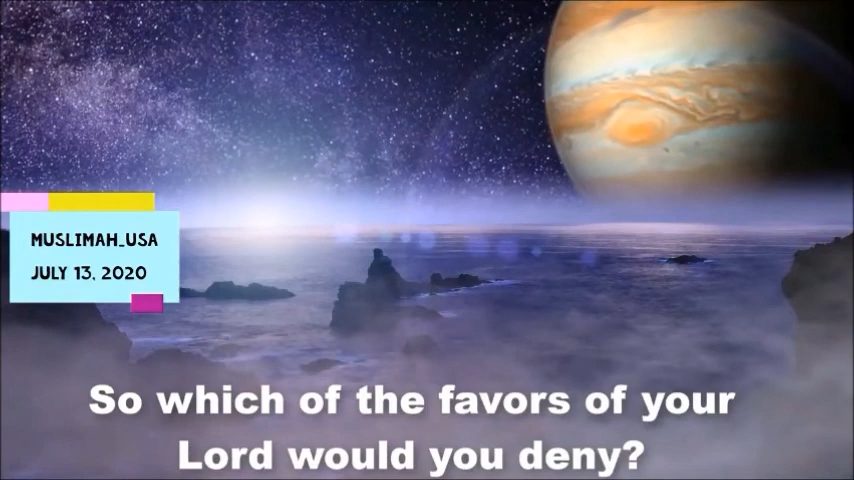 MUSLIMAH_USA
JULY 13, 2020
So which of the favors of your
Lord would you deny?